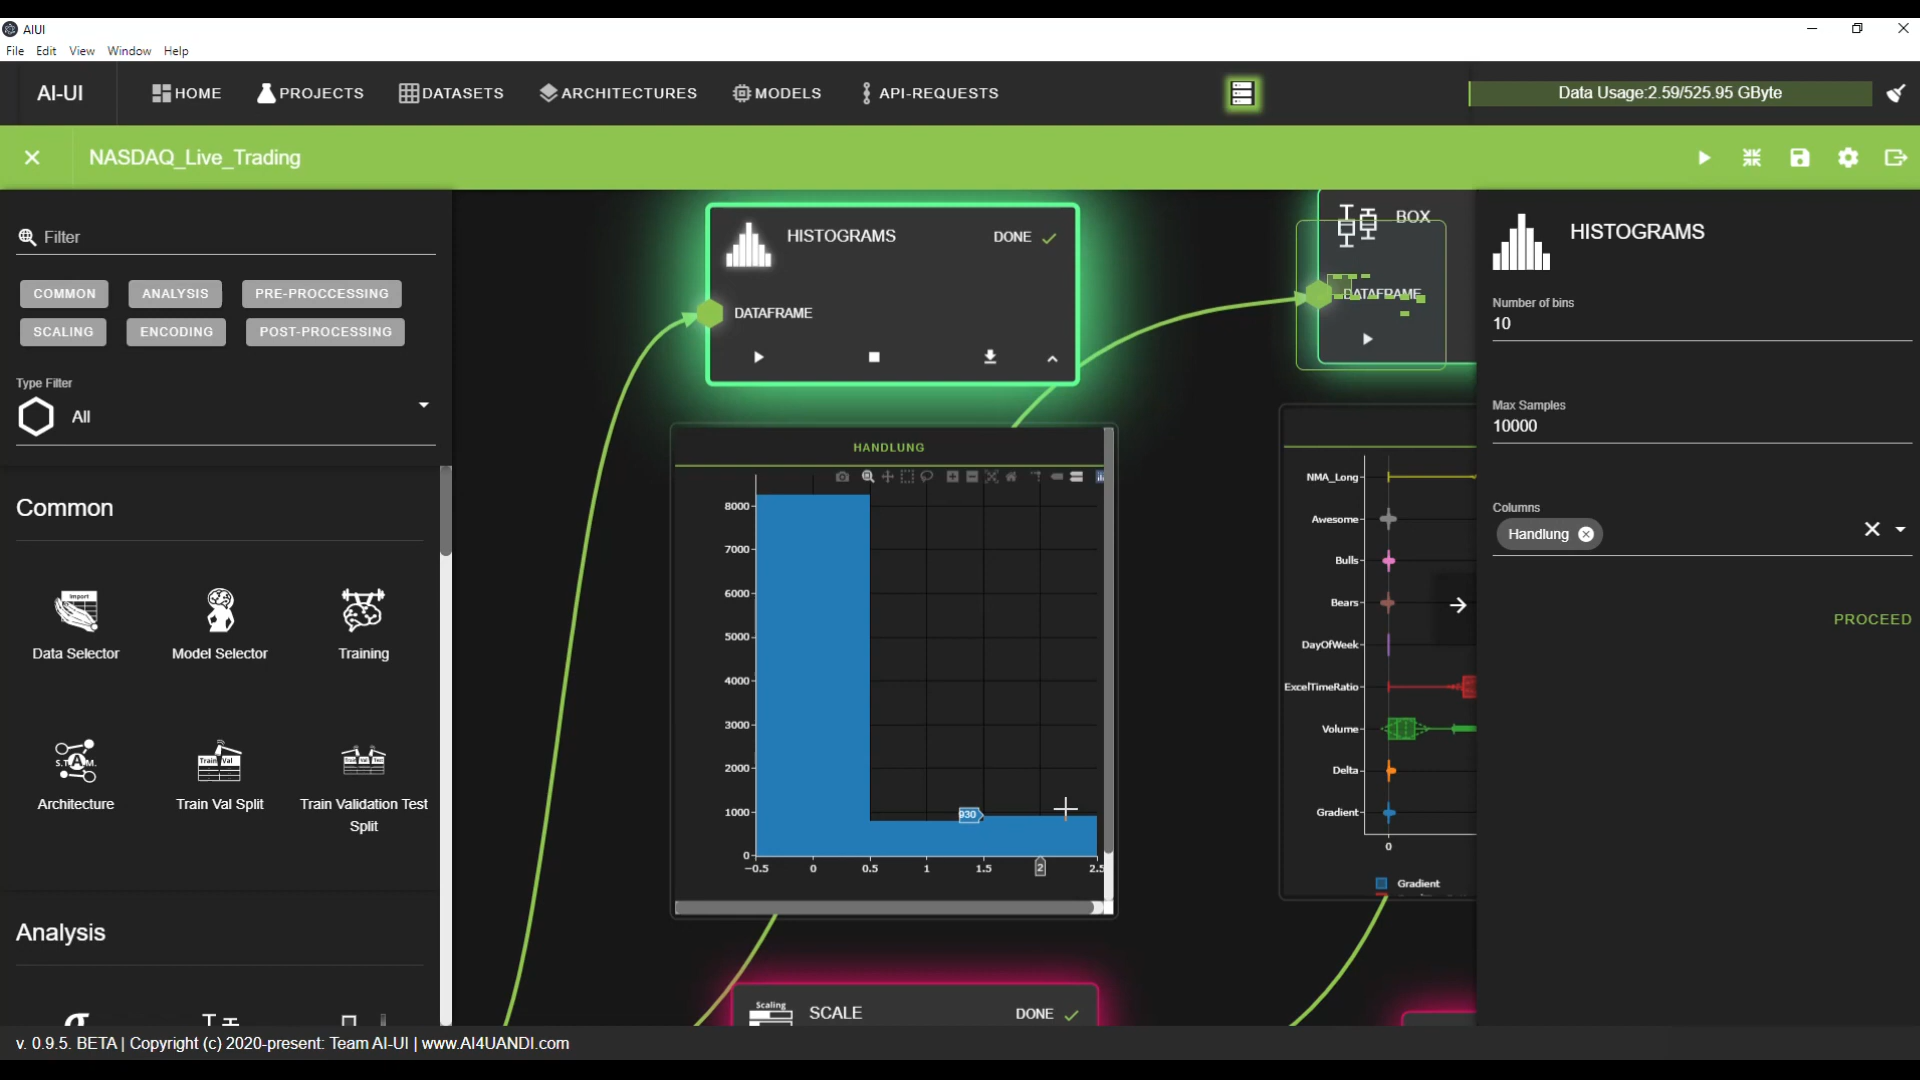 AIUI
File Edit View Window Help
AI-UI HOME PROJECTS DATASETS ARCHITECTURES MODELS API-REQUESTS Data Usage:2.59/525.95 GByte
NASDAQ_Live_Trading
Filter
COMMON ANALYSIS PRE-PROCCESSING
SCALING ENCODING POST-PROCESSING
Type Filter
All
Common
Import
Data Selector Model Selector Training
Train Val
Architecture Train Val Split Train Validation Test
Split
Analysis
HISTOGRAMS DONE
DATAFRAME
HANDLUNG
8000
7000
6000
5000
4000
3000
2000
1000
0
930
−0.5 0 0.5 1 1.5 2 2.5
Scaling
SCALE DONE
BOX
DATAFRAME
NMA_Long
Awesome
Bulls
Bears
DayOfWeek
ExcelTimeRatio
Volume
Delta
Gradient
0
Gradient
HISTOGRAMS
Number of bins
10
Max Samples
10000
Columns
Handlung
PROCEED
v. 0.9.5. BETA | Copyright (c) 2020-present: Team AI-UI | www.AI4UANDI.com